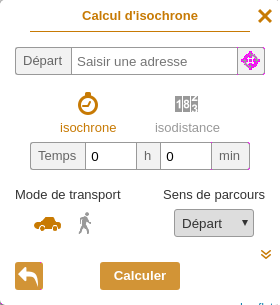 Calcul d'isochrone
Départ Saisir une adresse
183
isochrone isodistance
Temps 0 h 0 min
Mode de transport Sens de parcours
Départ
Calculer